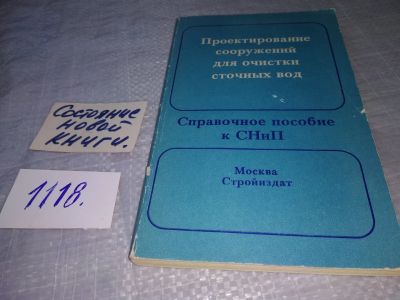 Проектирование
сооружений
для очистки
сточных вод
Справочное пособие
к СНиП
Москва
Стройиздат
Состояние
новой
книги.
1118.